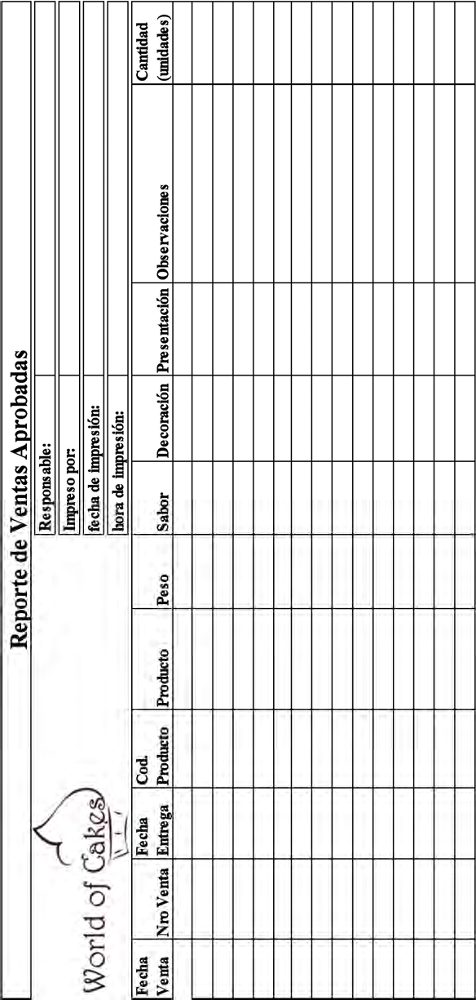 Reporte de Ventas Aprobadas
World of Cakes
Responsable:
Impreso por:
fecha de impresión:
hora de impresión:
Fecha Venta
Nro Venta
Fecha Entrega
Cod. Producto
Producto
Peso
Sabor
Decoración
Presentación
Observaciones
Cantidad (unidades)